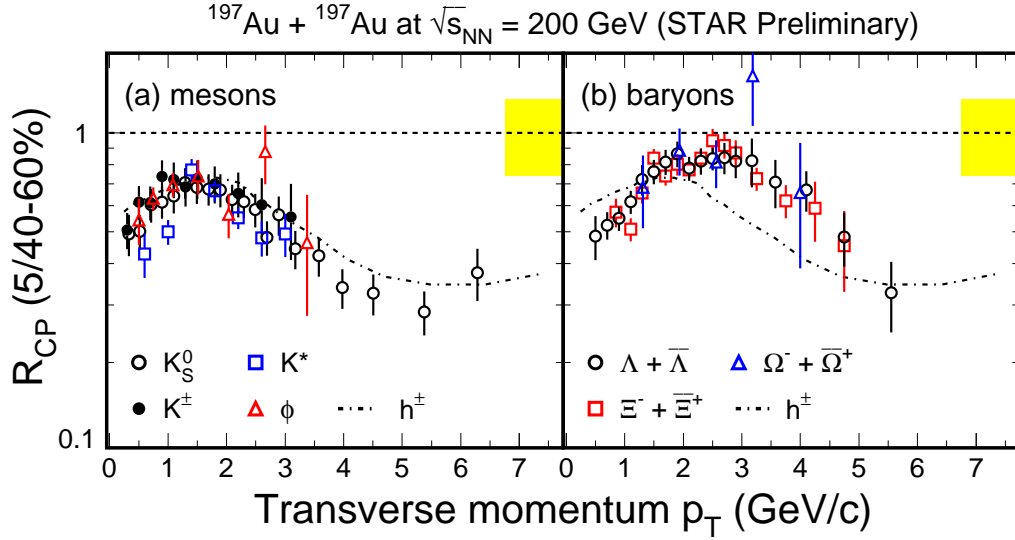 ¹⁹⁷Au + ¹⁹⁷Au at √s̅_NN = 200 GeV (STAR Preliminary)
R_CP (5/40-60%)
1
0.1
(a) mesons
K⁰_S
K*
K±
ϕ
h±
0 1 2 3 4 5 6 7
(b) baryons
Λ + Λ̅
Ω⁻ + Ω̅⁺
Ξ⁻ + Ξ̅⁺
h±
0 1 2 3 4 5 6 7
Transverse momentum p_T (GeV/c)